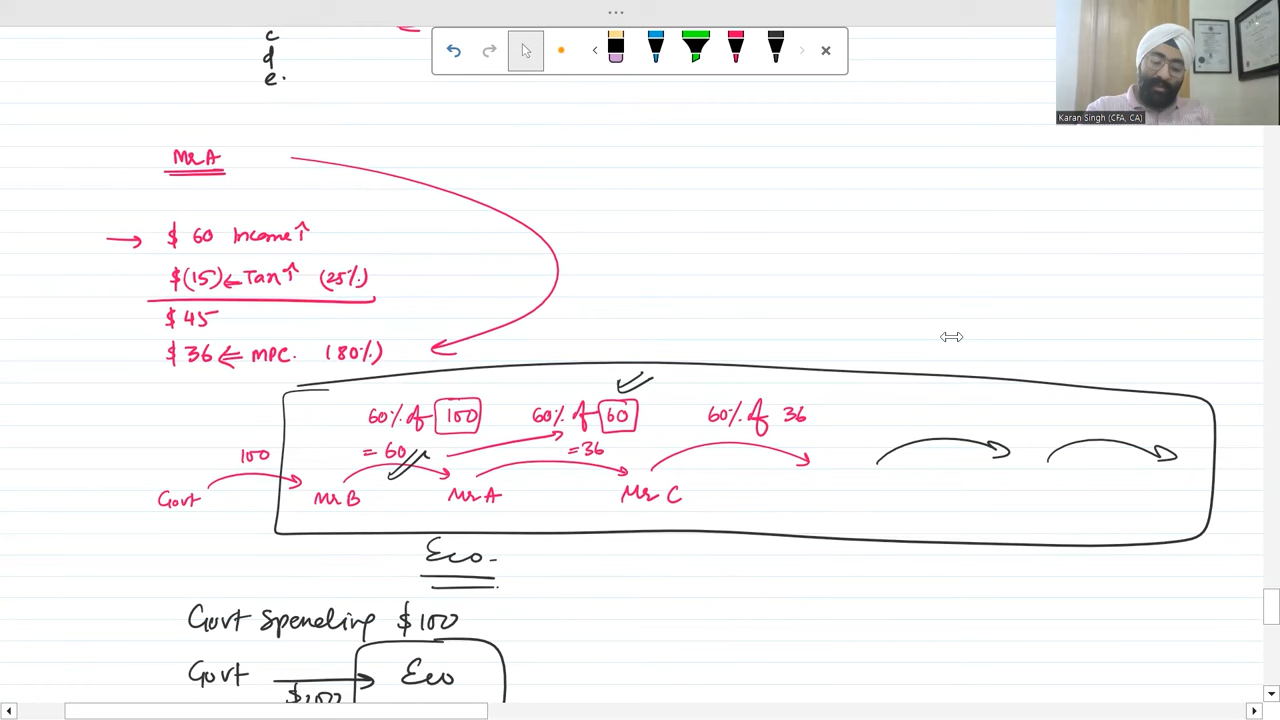 c
d
e.
Karan Singh (CFA, CA)
Mr A
$ 60 Income↑
$(15) ← Tax↑ (25%)
$ 45
$ 36 ⇐ MPC. (80%)
60% of 100 60% of 60 60% of 36
100 = 60 = 36
Govt Mr B Mr A Mr C
Eco.
Govt Spending $100
Govt Eco
$100